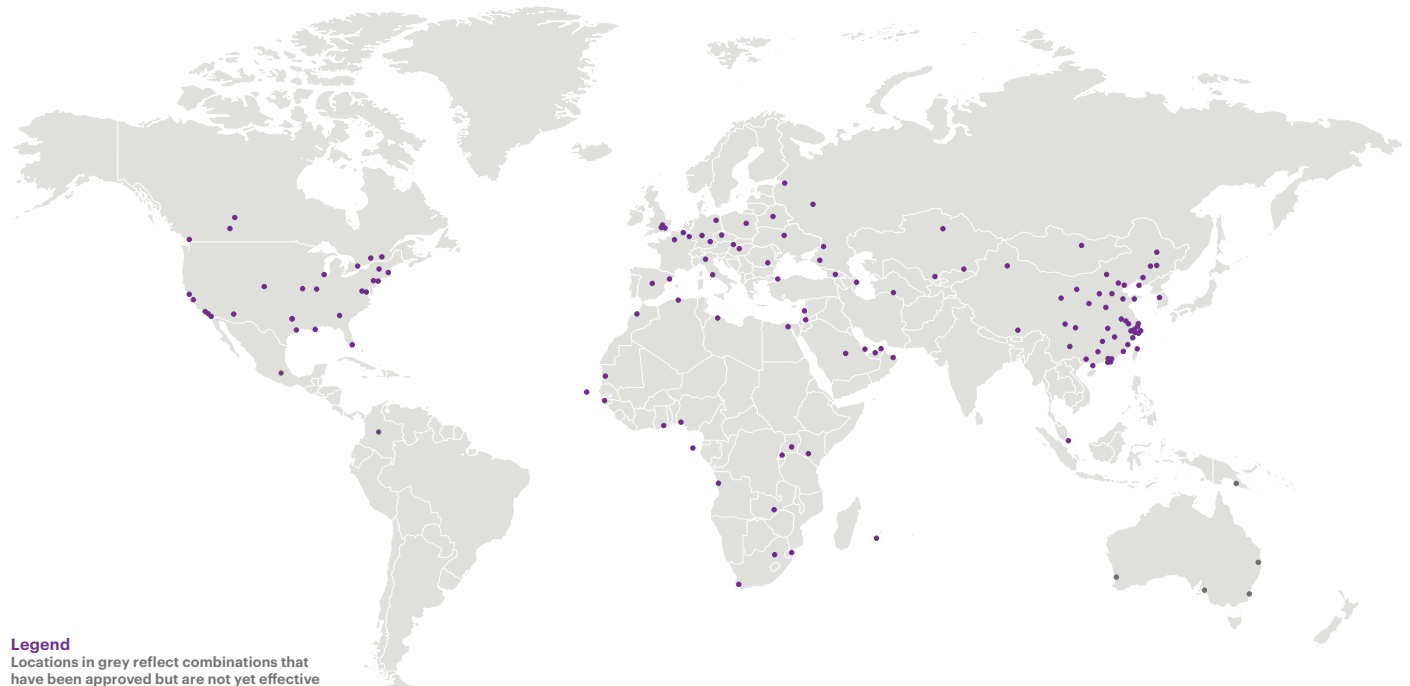 Legend
Locations in grey reflect combinations that
have been approved but are not yet effective